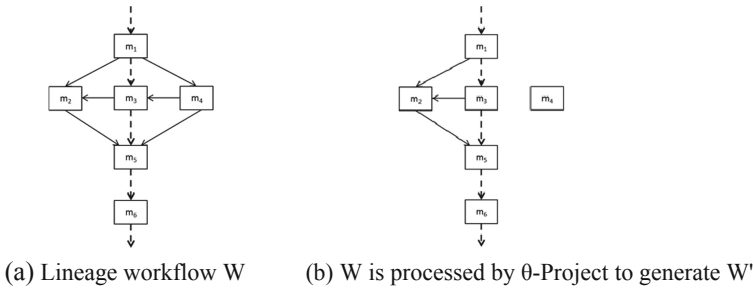 m1
m1
m2
m3
m4
m2
m3
m4
m5
m5
m6
m6
(a) Lineage workflow W
(b) W is processed by θ-Project to generate W'